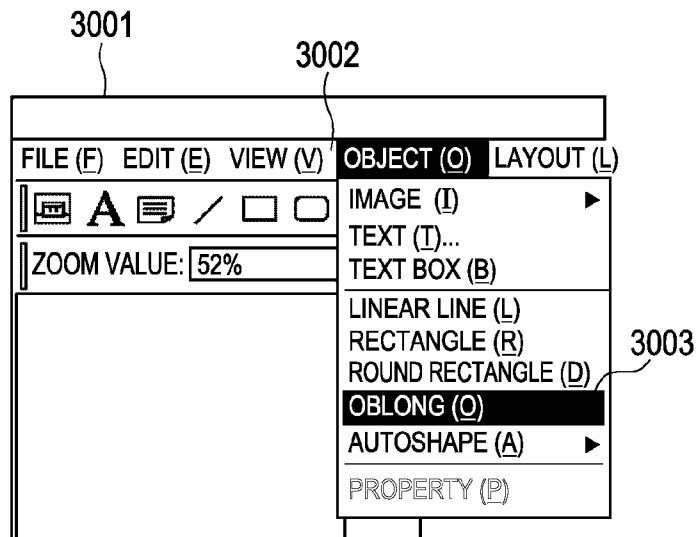 3001
3002
FILE (F) EDIT (E) VIEW (V) OBJECT (O) LAYOUT (L)
A
ZOOM VALUE: 52%
IMAGE (I)
TEXT (T)...
TEXT BOX (B)
LINEAR LINE (L)
RECTANGLE (R)
ROUND RECTANGLE (D)
3003
OBLONG (O)
AUTOSHAPE (A)
PROPERTY (P)